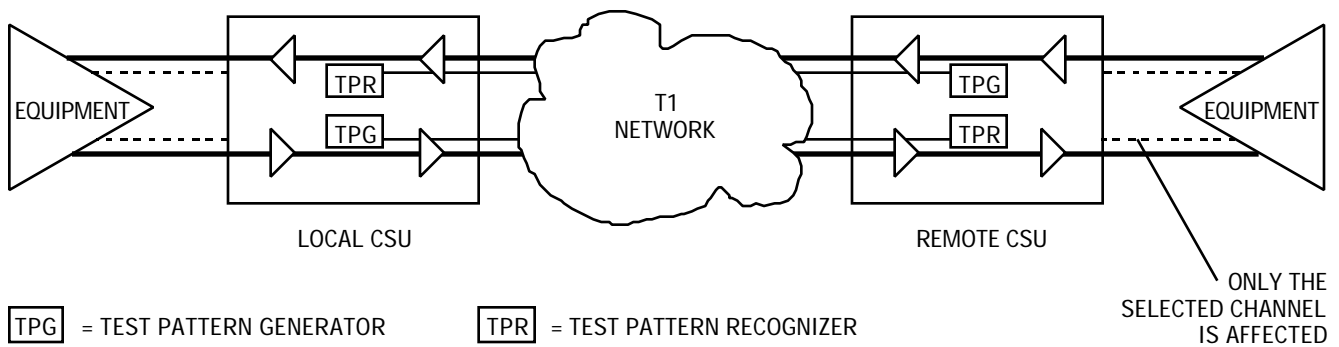 EQUIPMENT
TPR
TPG
T1
NETWORK
TPG
TPR
EQUIPMENT
LOCAL CSU
REMOTE CSU
ONLY THE
SELECTED CHANNEL
IS AFFECTED
TPG = TEST PATTERN GENERATOR
TPR = TEST PATTERN RECOGNIZER